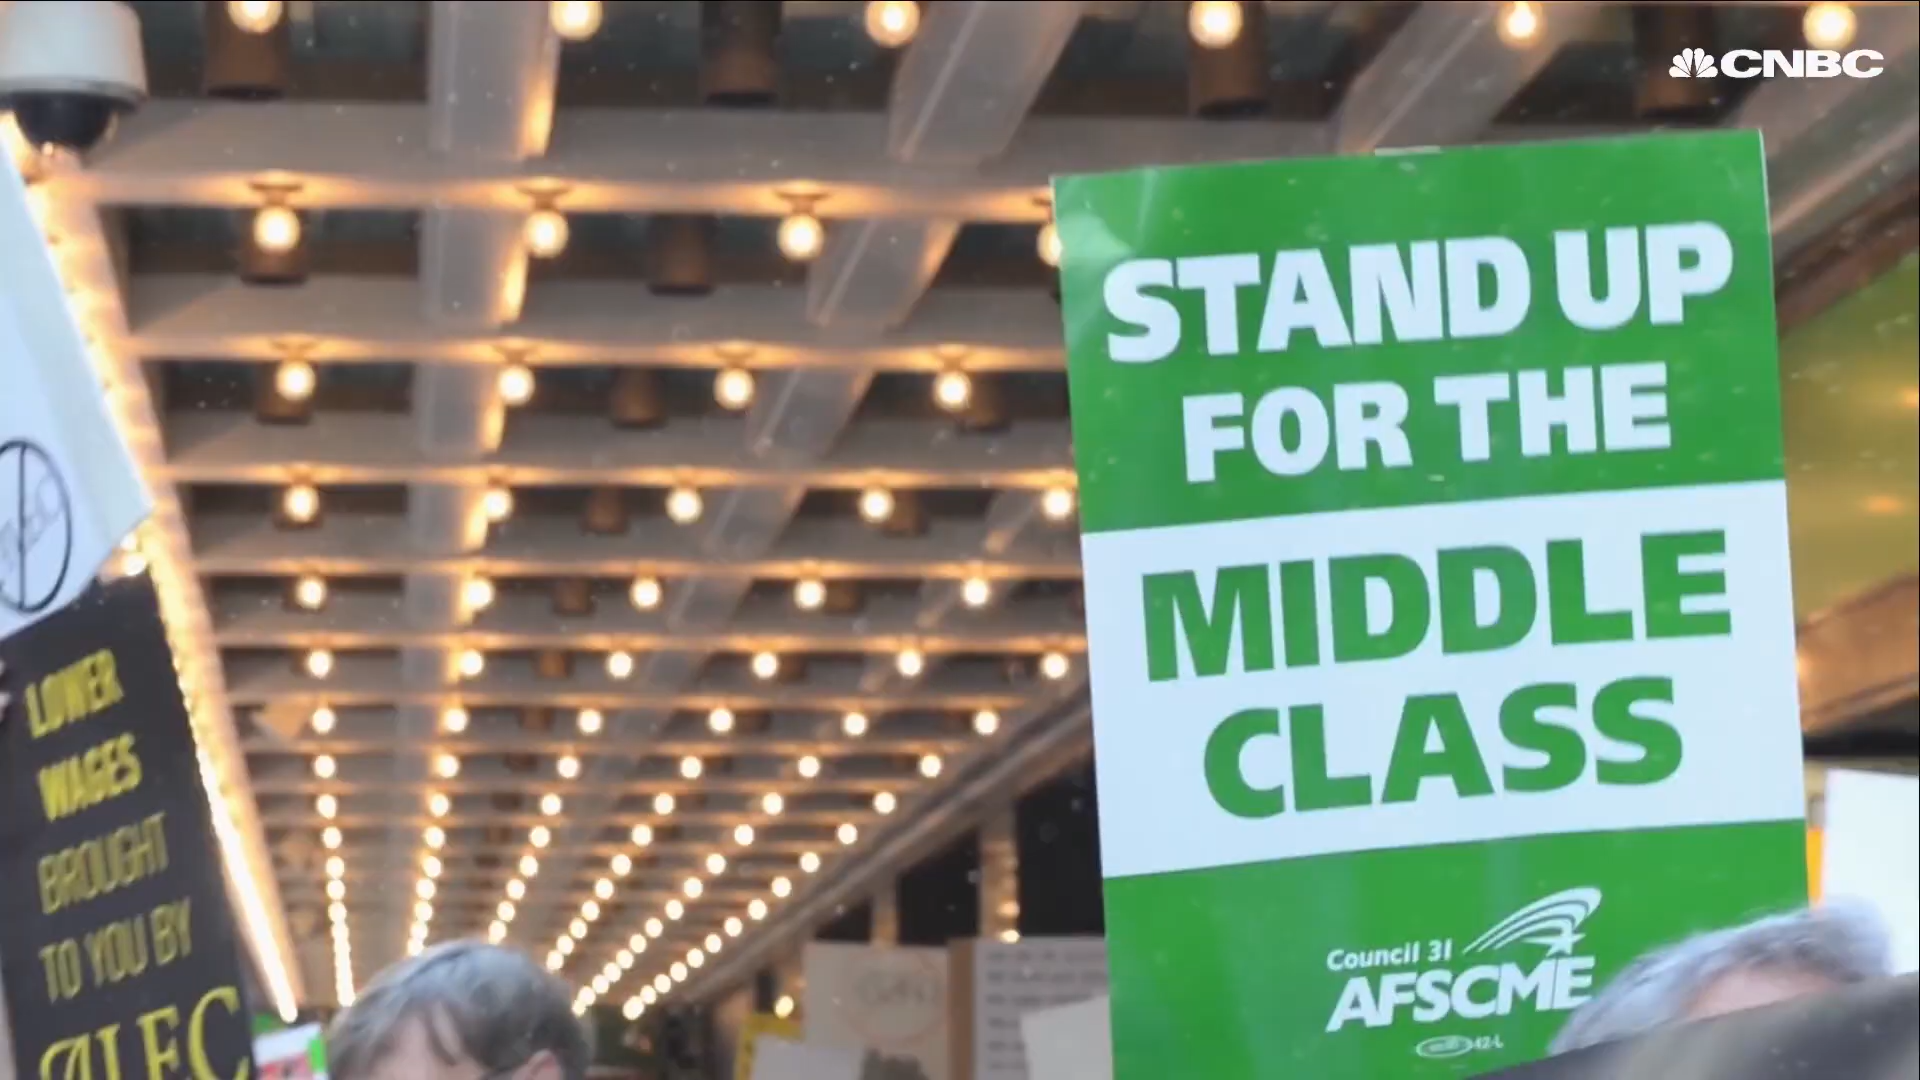 CNBC
STAND UP
FOR THE
MIDDLE
CLASS
Council 31
AFSCME
LOWER
WAGES
BROUGHT
TO YOU BY
ALEC